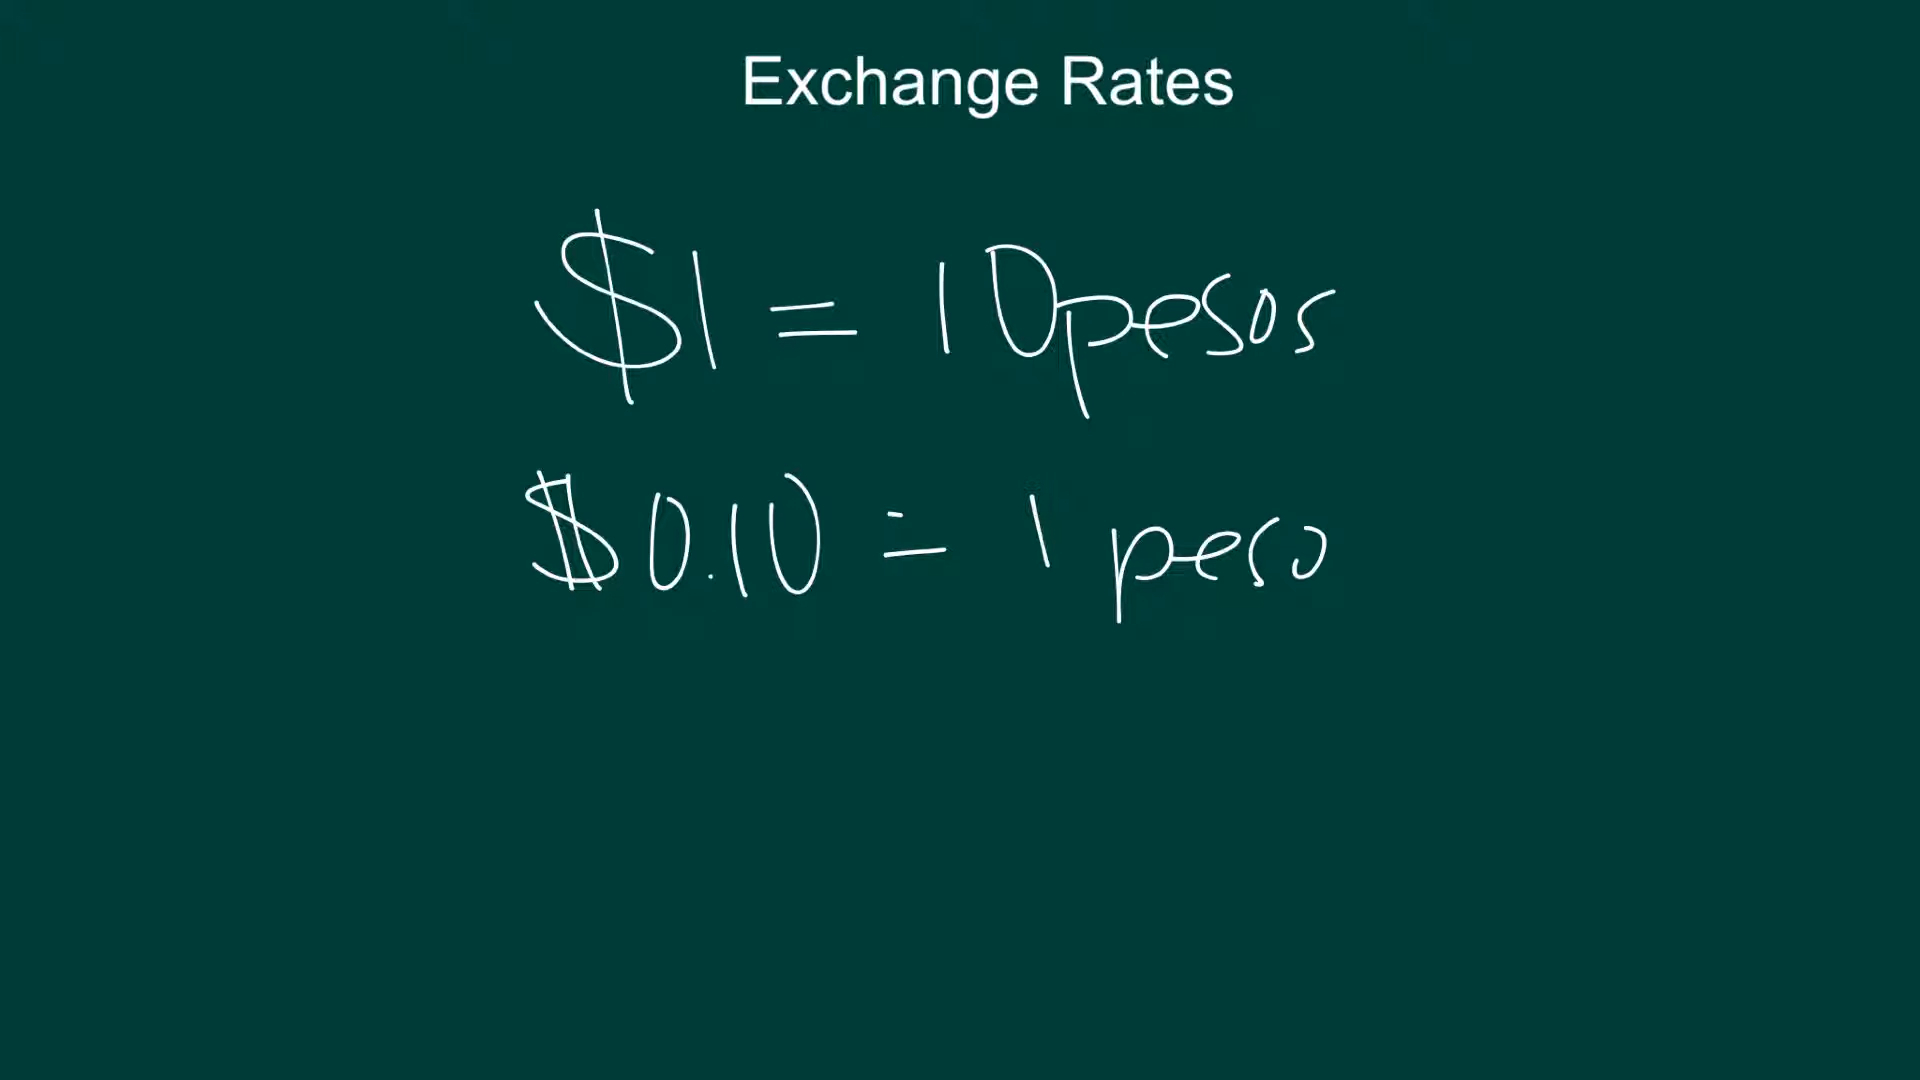 Exchange Rates
$1 = 10pesos
$0.10 = 1 peso